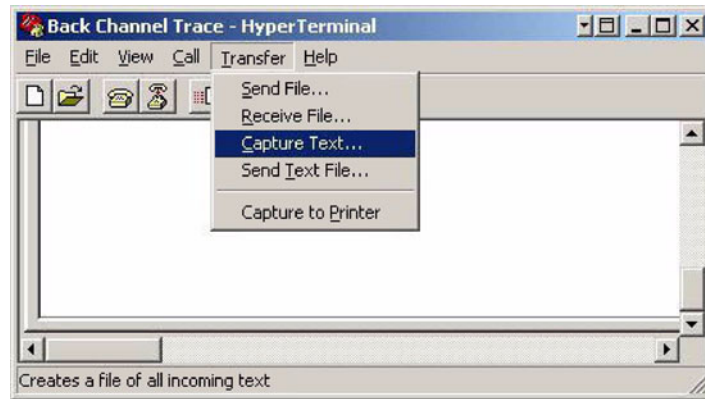 Back Channel Trace - HyperTerminal
File Edit View Call Transfer Help
Send File...
Receive File...
Capture Text...
Send Text File...
Capture to Printer
Creates a file of all incoming text